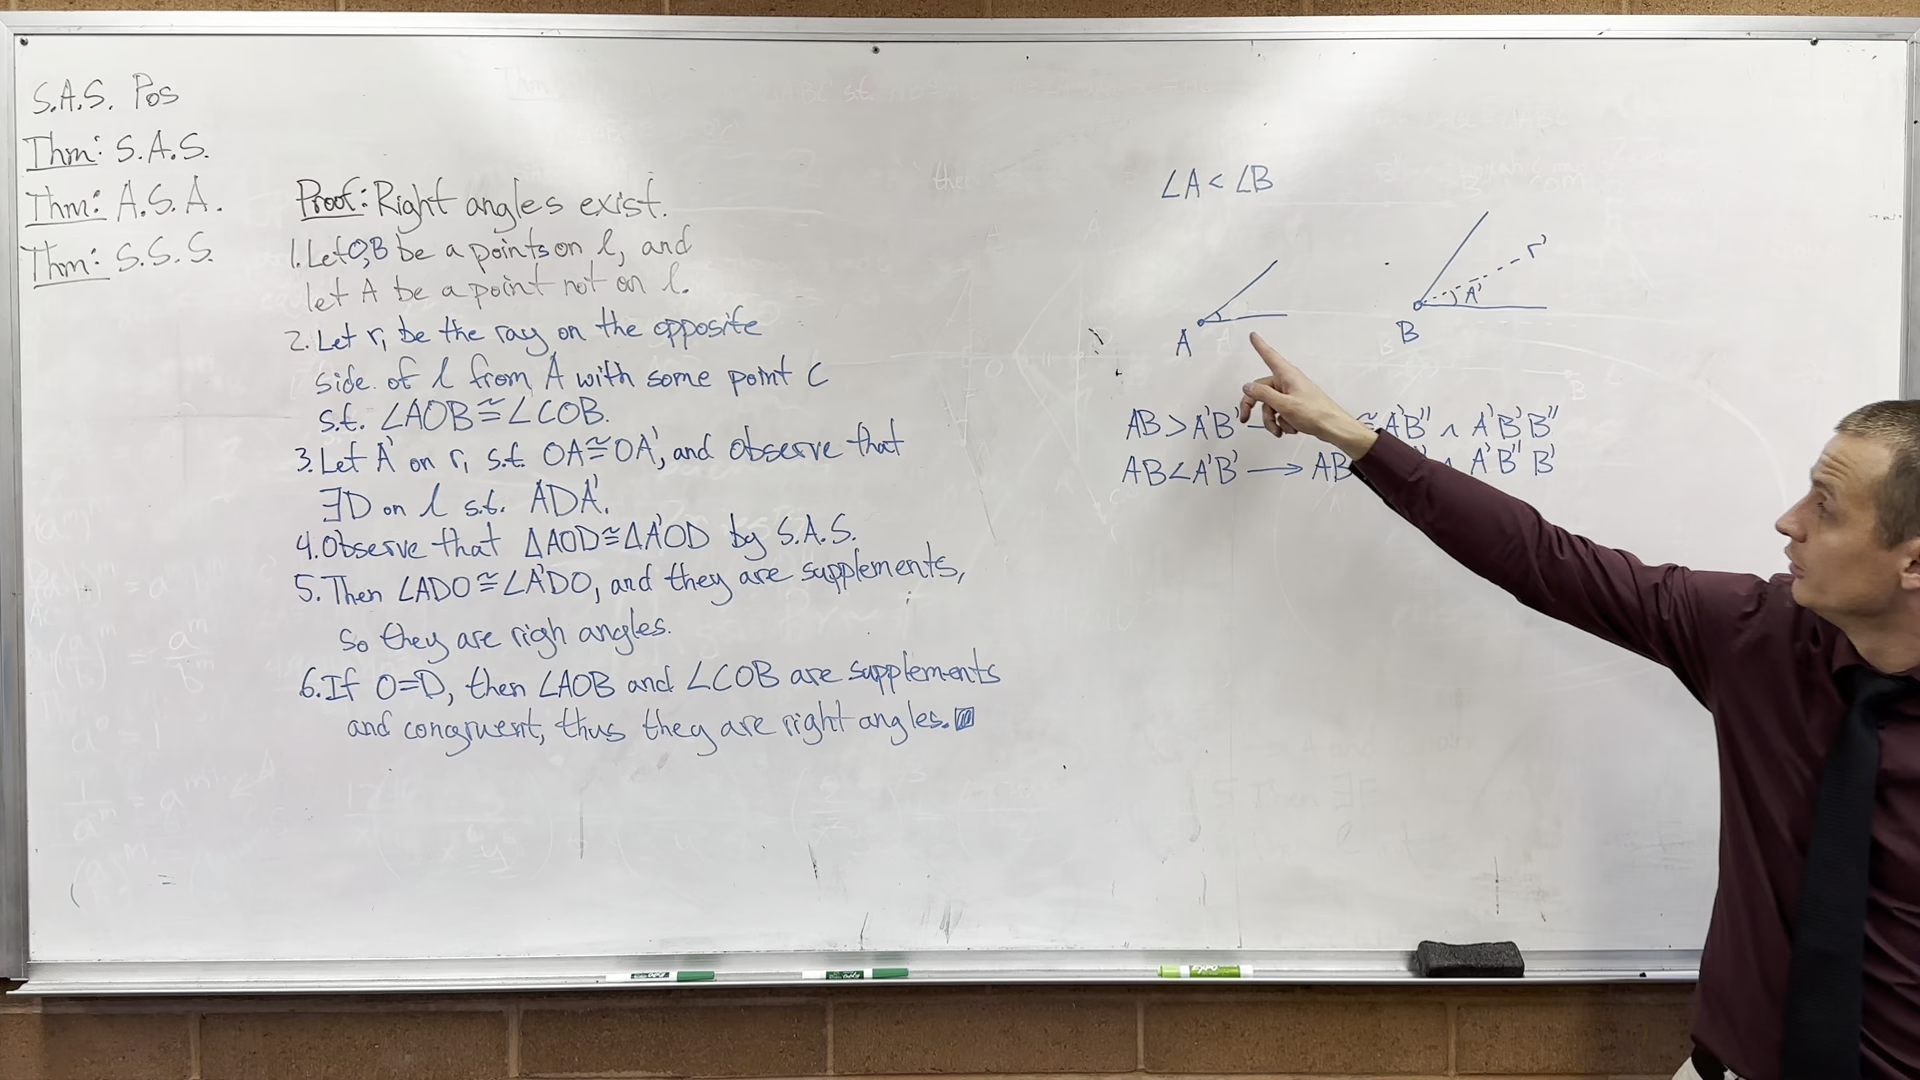 S.A.S. Pos
Thm: S.A.S.
Thm: A.S.A.
Thm: S.S.S.
Proof: Right angles exist.
1. Let O,B be a points on l, and
let A be a point not on l.
2. Let r₁ be the ray on the opposite
side of l from A with some point C
s.t. ∠AOB≅∠COB.
3. Let A' on r₁ s.t. OA≅OA', and observe that
∃D on l s.t. ADA'.
4. Observe that ΔAOD≅ΔA'OD by S.A.S.
5. Then ∠ADO≅∠A'DO, and they are supplements,
so they are righ angles.
6. If O=D, then ∠AOB and ∠COB are supplements
and congruent, thus they are right angles.
∠A < ∠B
A
B
A'
r'
AB>A'B' ≅A'B'' ∧ A'B'B''
AB<A'B' → AB ∧ A'B''B'
EXPO